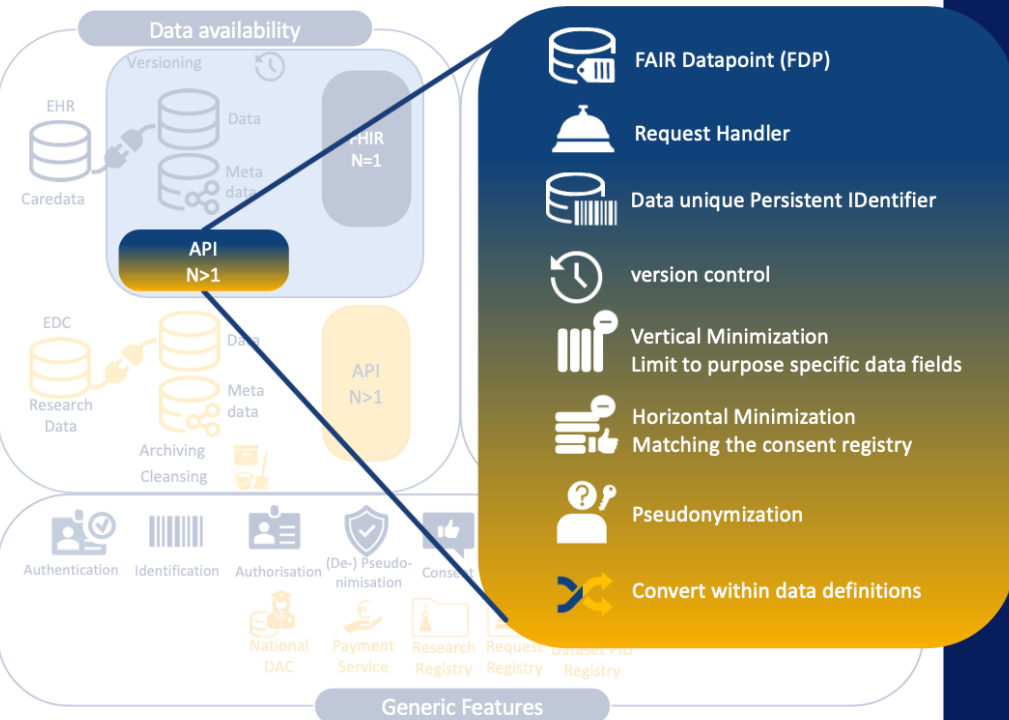 Data availability
Versioning
EHR
Data
FHIR
N=1
Meta
data
Caredata
API
N>1
EDC
Data
API
N>1
Meta
data
Research
Data
Archiving
Cleansing
Authentication
Identification
Authorisation
(De-) Pseudo-
nimisation
Consent
National
DAC
Payment
Service
Research
Registry
Request
Registry
Dataset PID
Registry
Generic Features
FAIR Datapoint (FDP)
Request Handler
Data unique Persistent IDentifier
version control
Vertical Minimization
Limit to purpose specific data fields
Horizontal Minimization
Matching the consent registry
Pseudonymization
Convert within data definitions